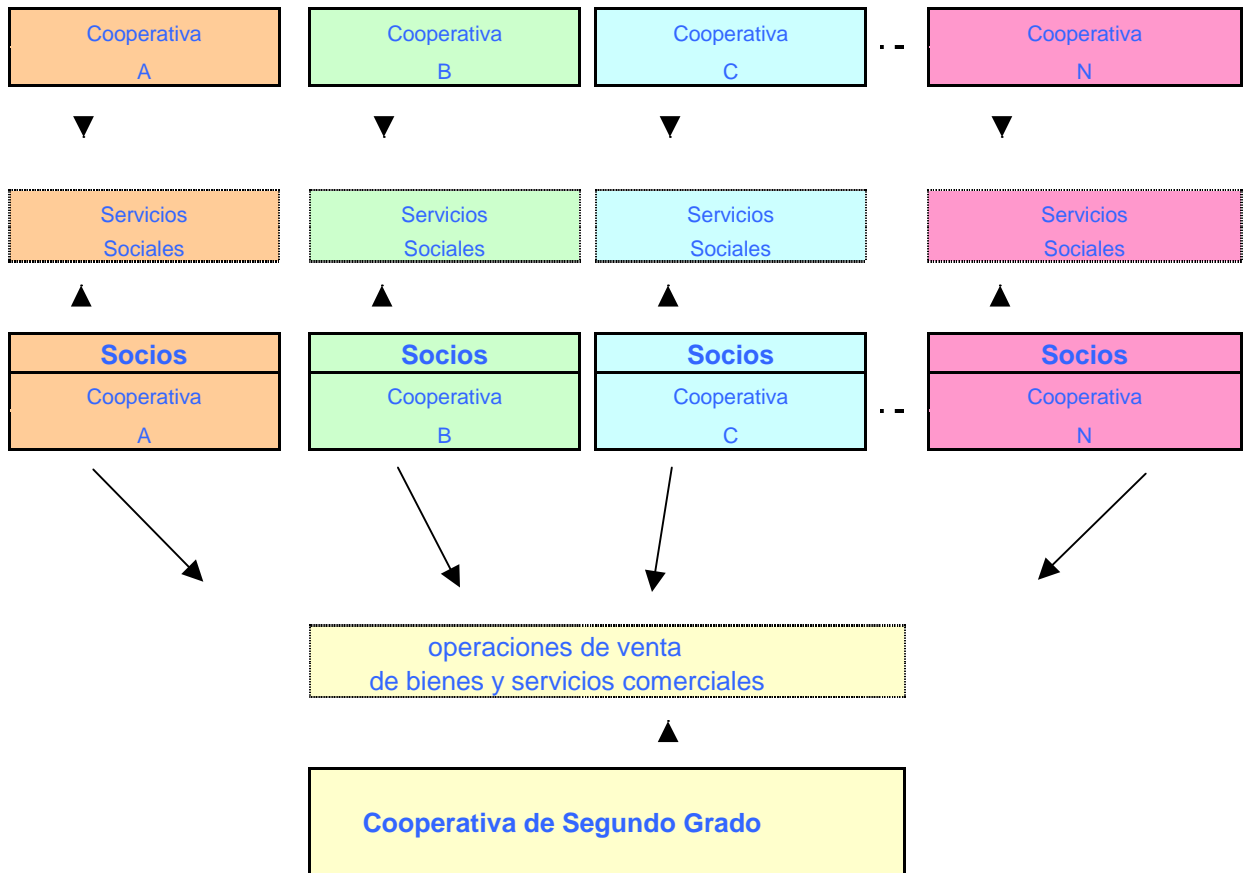 Cooperativa
A
Cooperativa
B
Cooperativa
C
Cooperativa
N
Servicios
Sociales
Servicios
Sociales
Servicios
Sociales
Servicios
Sociales
Socios
Cooperativa
A
Socios
Cooperativa
B
Socios
Cooperativa
C
Socios
Cooperativa
N
operaciones de venta
de bienes y servicios comerciales
Cooperativa de Segundo Grado